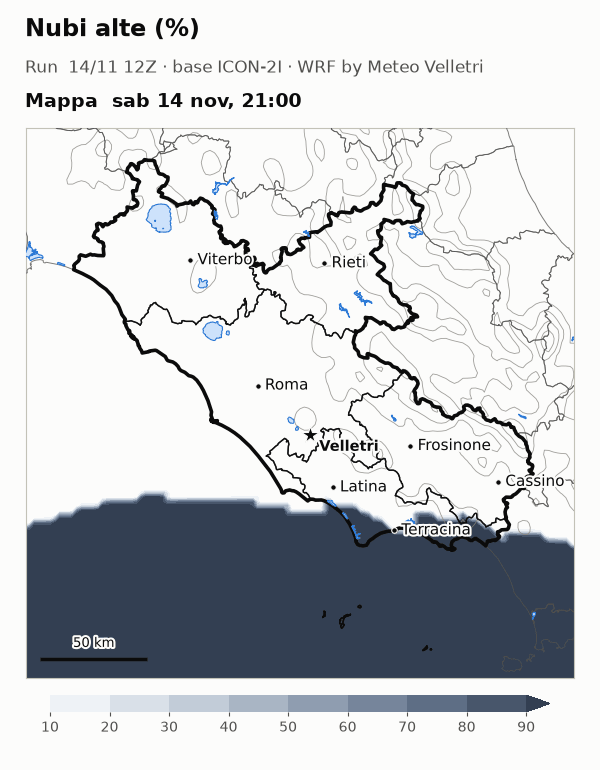 Nubi alte (%)
Run  14/11 12Z · base ICON-2I · WRF by Meteo Velletri
Mappa  sab 14 nov, 21:00
Viterbo
Rieti
Roma
Velletri
Frosinone
Cassino
Latina
Terracina
50 km
10 20 30 40 50 60 70 80 90